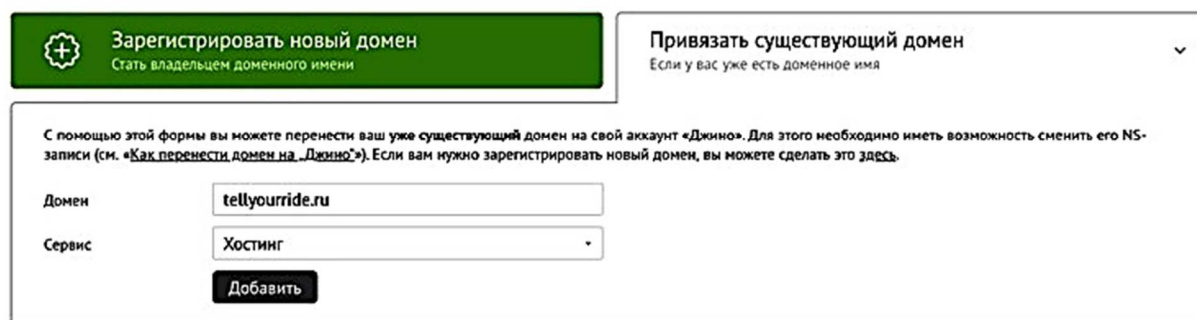 Зарегистрировать новый домен
Стать владельцем доменного имени
Привязать существующий домен
Если у вас уже есть доменное имя
С помощью этой формы вы можете перенести ваш уже существующий домен на свой аккаунт «Джино». Для этого необходимо иметь возможность сменить его NS-
записи (см. «Как перенести домен на „Джино"»). Если вам нужно зарегистрировать новый домен, вы можете сделать это здесь.
Домен
tellyourride.ru
Сервис
Хостинг
Добавить